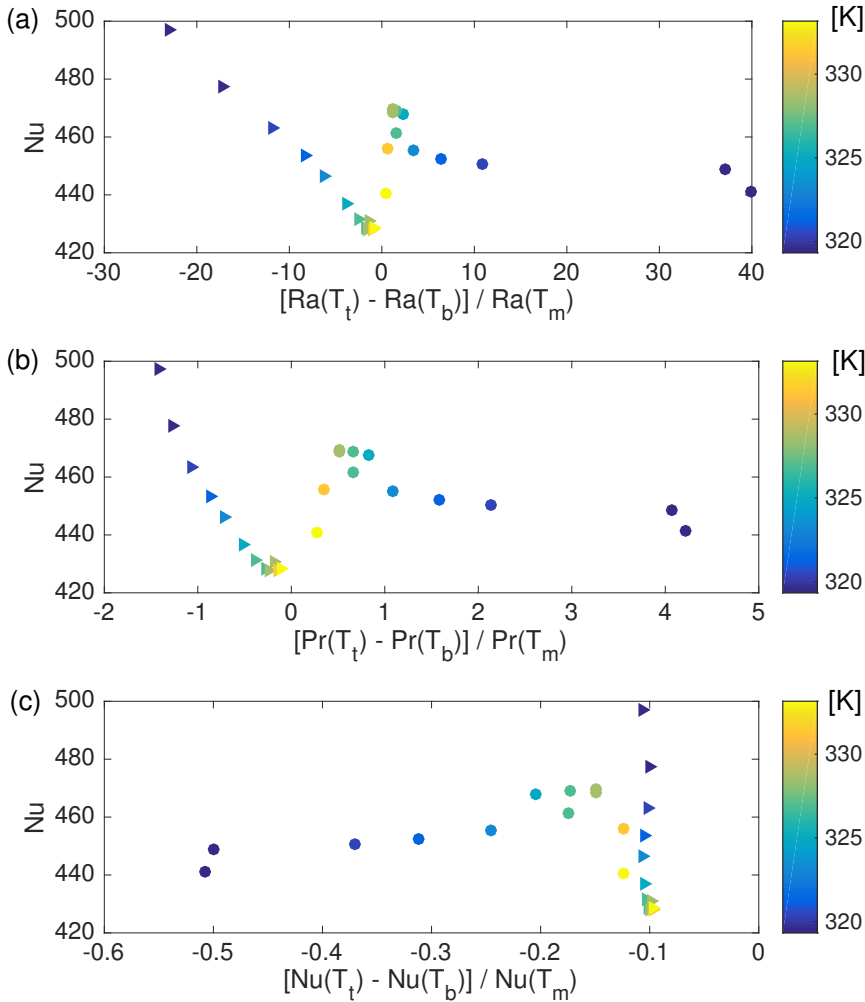 (a)
[K]
500
480
460
440
420
Nu
-30 -20 -10 0 10 20 30 40
[Ra(T_t) - Ra(T_b)] / Ra(T_m)
330
320
(b)
[K]
500
480
460
440
420
Nu
-2 -1 0 1 2 3 4 5
[Pr(T_t) - Pr(T_b)] / Pr(T_m)
330
320
(c)
[K]
500
480
460
440
420
Nu
-0.6 -0.5 -0.4 -0.3 -0.2 -0.1 0
[Nu(T_t) - Nu(T_b)] / Nu(T_m)
330
320